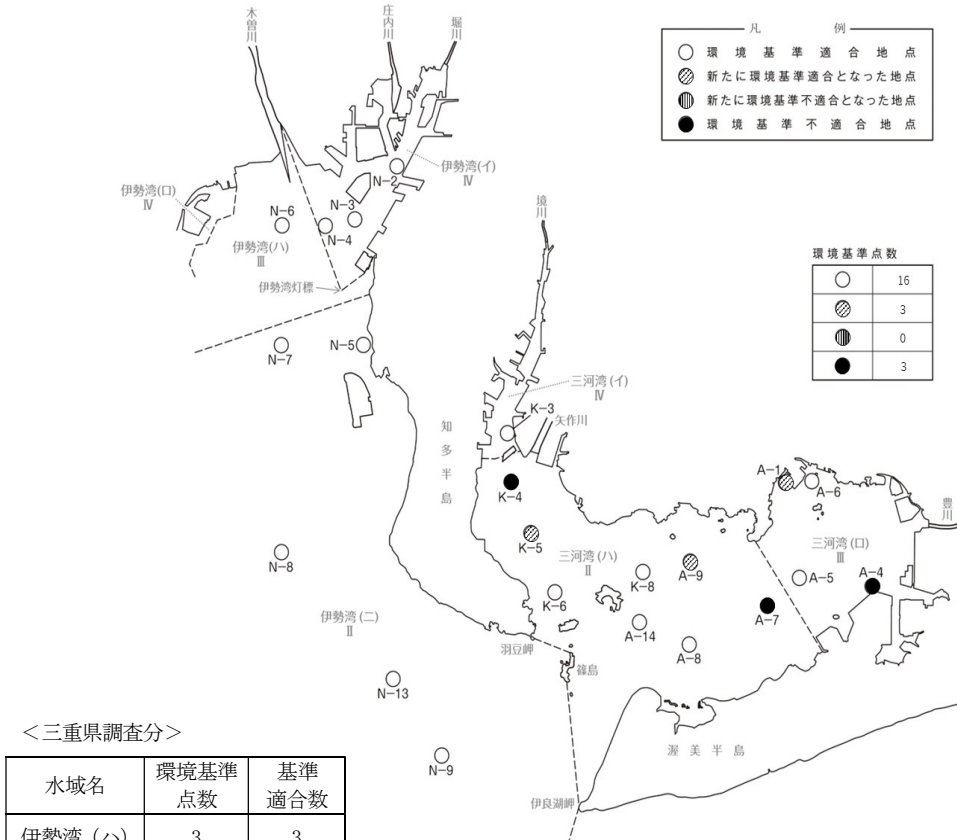 木曽川
庄内川
堀川
凡 例
環境基準適合地点
新たに環境基準適合となった地点
新たに環境基準不適合となった地点
環境基準不適合地点
伊勢湾(イ)
Ⅳ
N-2
伊勢湾(ロ)
Ⅳ
N-3
N-6
N-4
境川
伊勢湾(ハ)
Ⅲ
伊勢湾灯標
環境基準点数
16
3
0
3
N-7
N-5
三河湾(イ)
Ⅳ
K-3
矢作川
知多半島
K-4
A-1
A-6
豊川
K-5
三河湾(ハ)
Ⅱ
三河湾(ロ)
Ⅲ
N-8
K-8
A-9
A-5
A-4
K-6
A-7
伊勢湾(二)
Ⅱ
A-14
A-8
羽豆岬
篠島
N-13
<三重県調査分>
渥美半島
N-9
水域名 環境基準点数 基準適合数
伊良湖岬
伊勢湾(ハ) 3 3